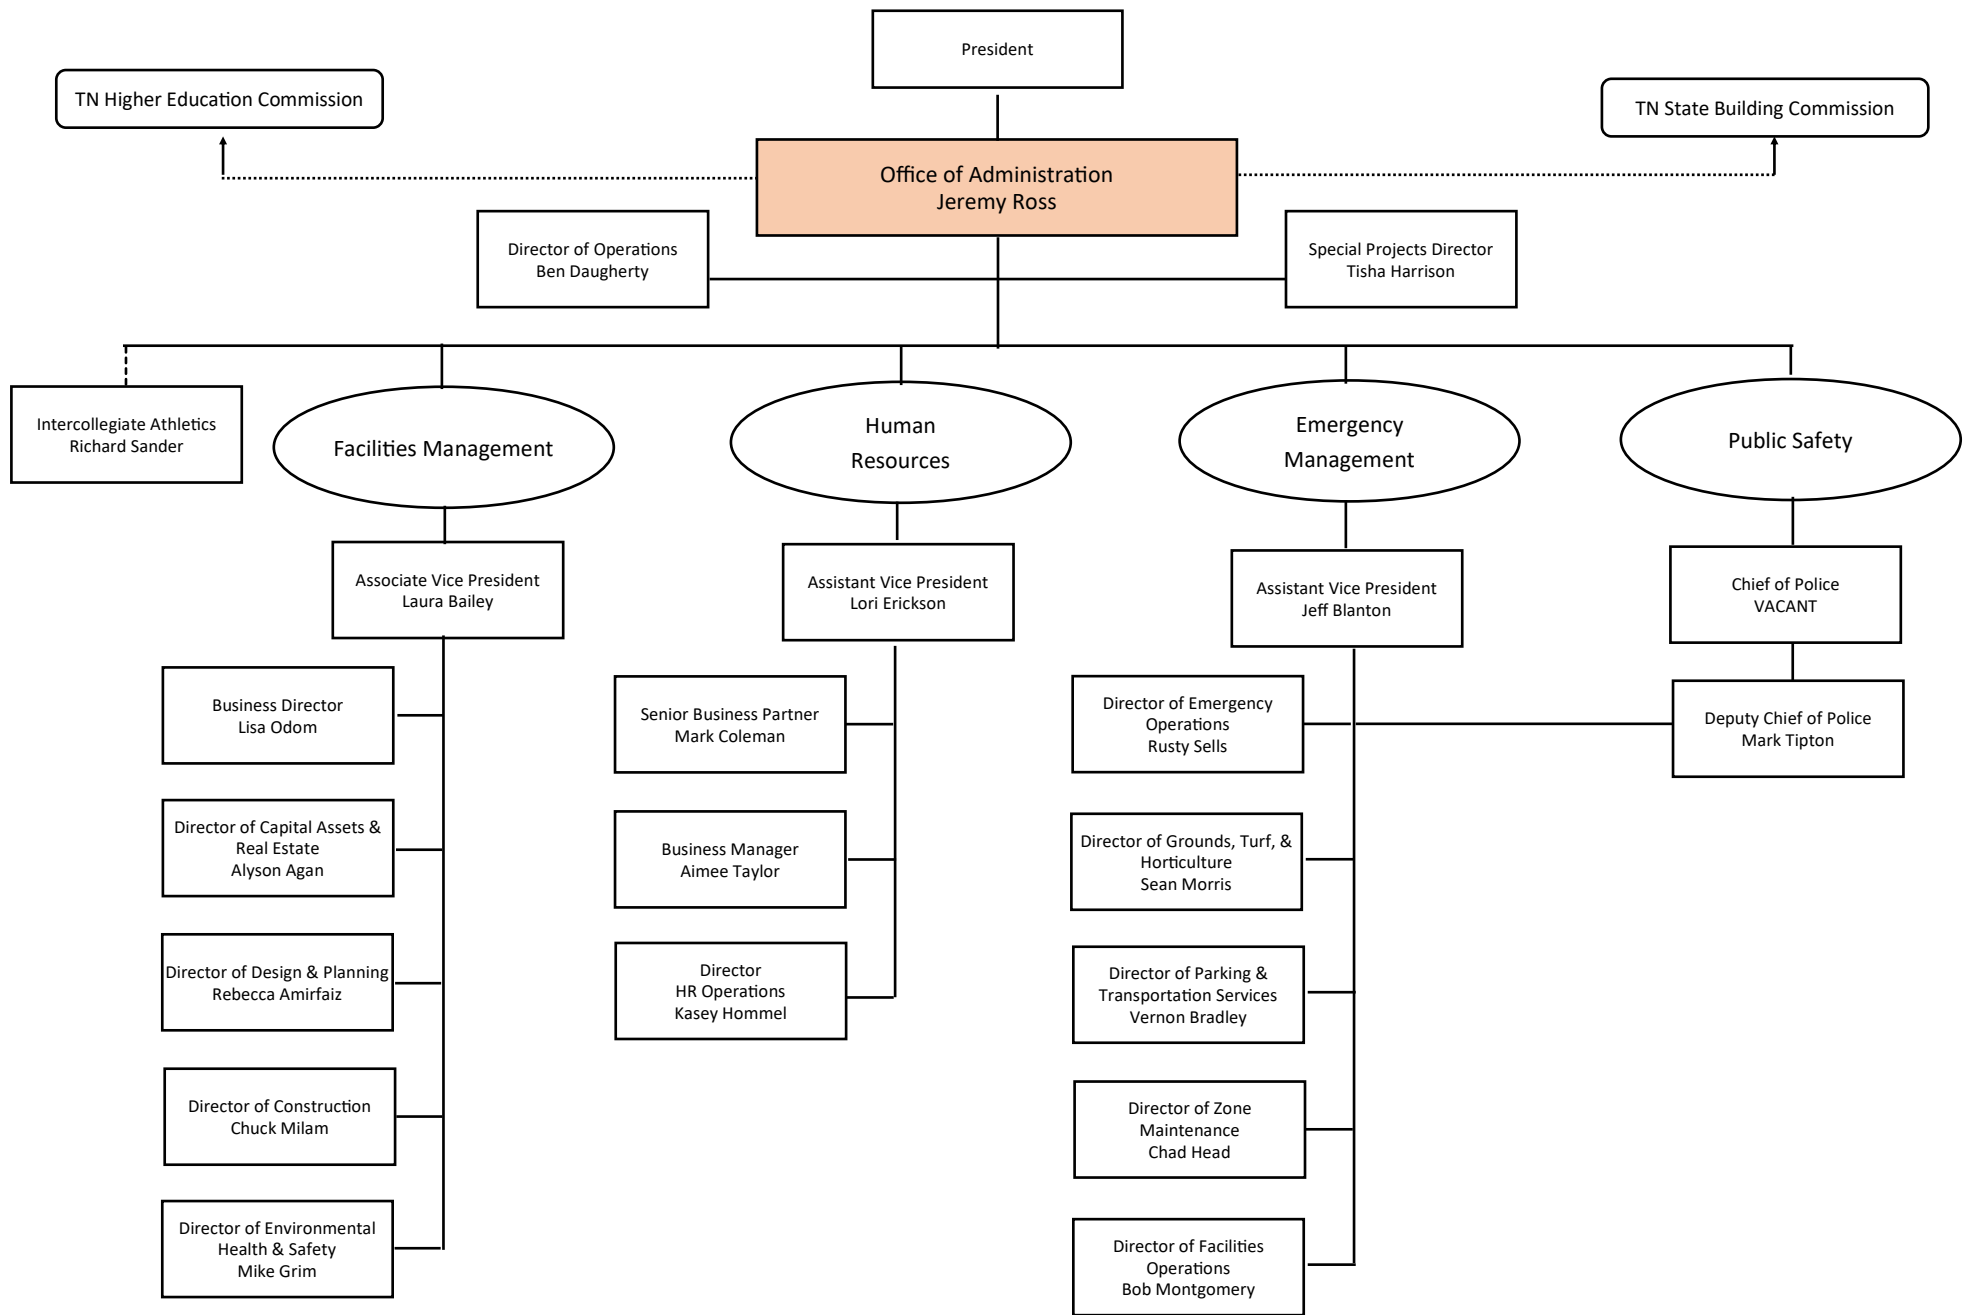 President
TN Higher Education Commission
TN State Building Commission
Office of Administration
Jeremy Ross
Director of Operations
Ben Daugherty
Special Projects Director
Tisha Harrison
Intercollegiate Athletics
Richard Sander
Facilities Management
Human
Resources
Emergency
Management
Public Safety
Associate Vice President
Laura Bailey
Assistant Vice President
Lori Erickson
Assistant Vice President
Jeff Blanton
Chief of Police
VACANT
Business Director
Lisa Odom
Senior Business Partner
Mark Coleman
Director of Emergency
Operations
Rusty Sells
Deputy Chief of Police
Mark Tipton
Director of Capital Assets &
Real Estate
Alyson Agan
Business Manager
Aimee Taylor
Director of Grounds, Turf, &
Horticulture
Sean Morris
Director of Design & Planning
Rebecca Amirfaiz
Director
HR Operations
Kasey Hommel
Director of Parking &
Transportation Services
Vernon Bradley
Director of Construction
Chuck Milam
Director of Zone
Maintenance
Chad Head
Director of Environmental
Health & Safety
Mike Grim
Director of Facilities
Operations
Bob Montgomery